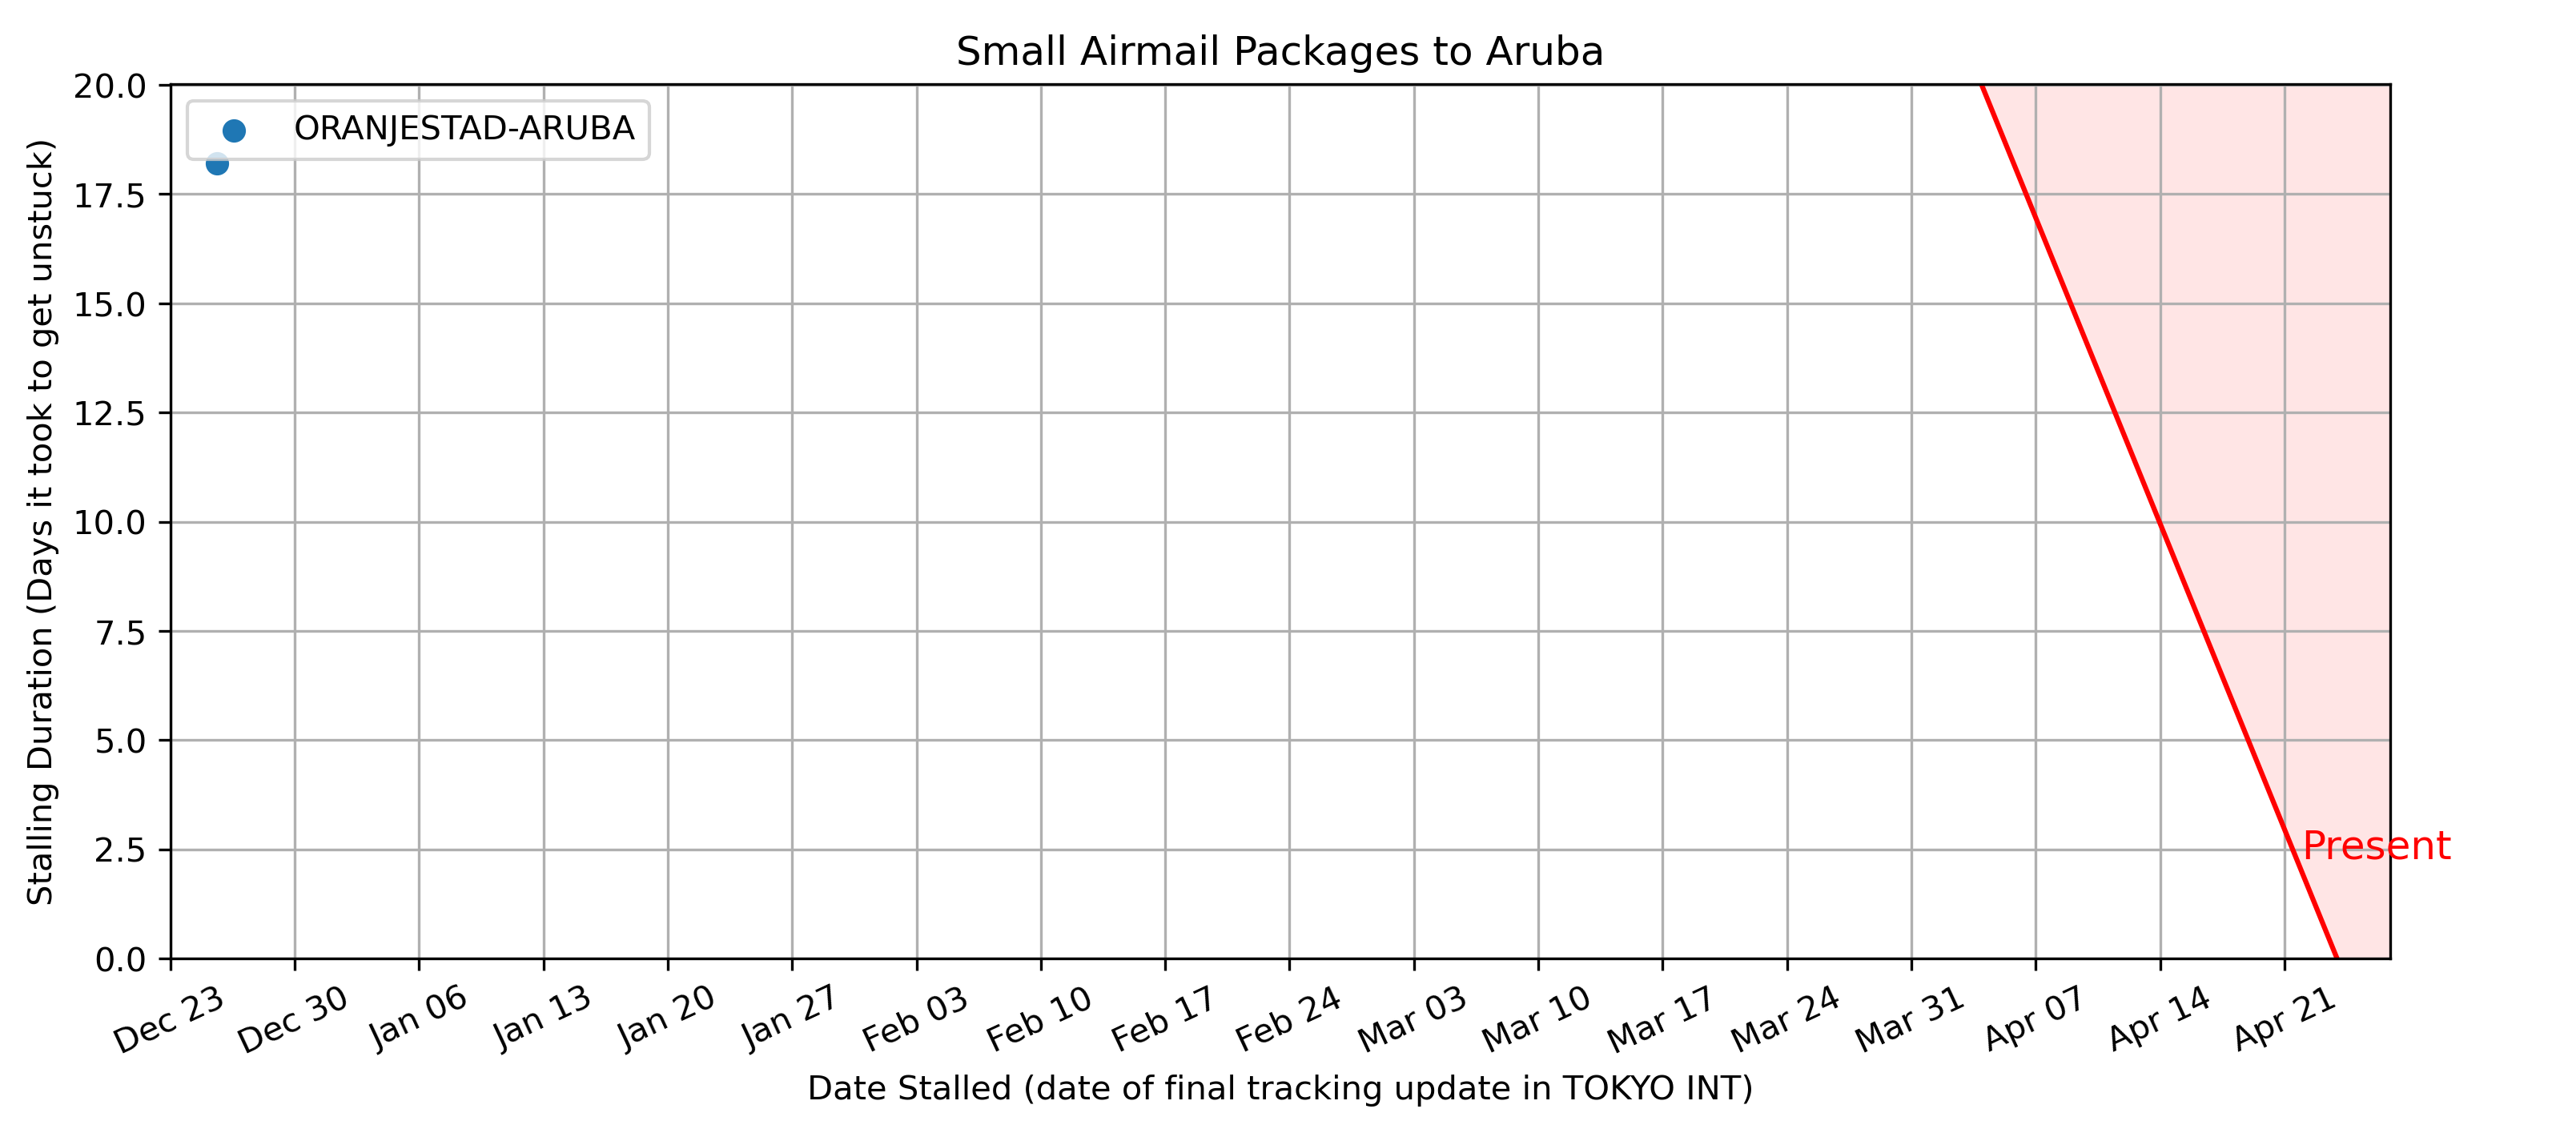 Small Airmail Packages to Aruba
ORANJESTAD-ARUBA
Stalling Duration (Days it took to get unstuck)
20.0
17.5
15.0
12.5
10.0
7.5
5.0
2.5
0.0
Present
Dec 23
Dec 30
Jan 06
Jan 13
Jan 20
Jan 27
Feb 03
Feb 10
Feb 17
Feb 24
Mar 03
Mar 10
Mar 17
Mar 24
Mar 31
Apr 07
Apr 14
Apr 21
Date Stalled (date of final tracking update in TOKYO INT)